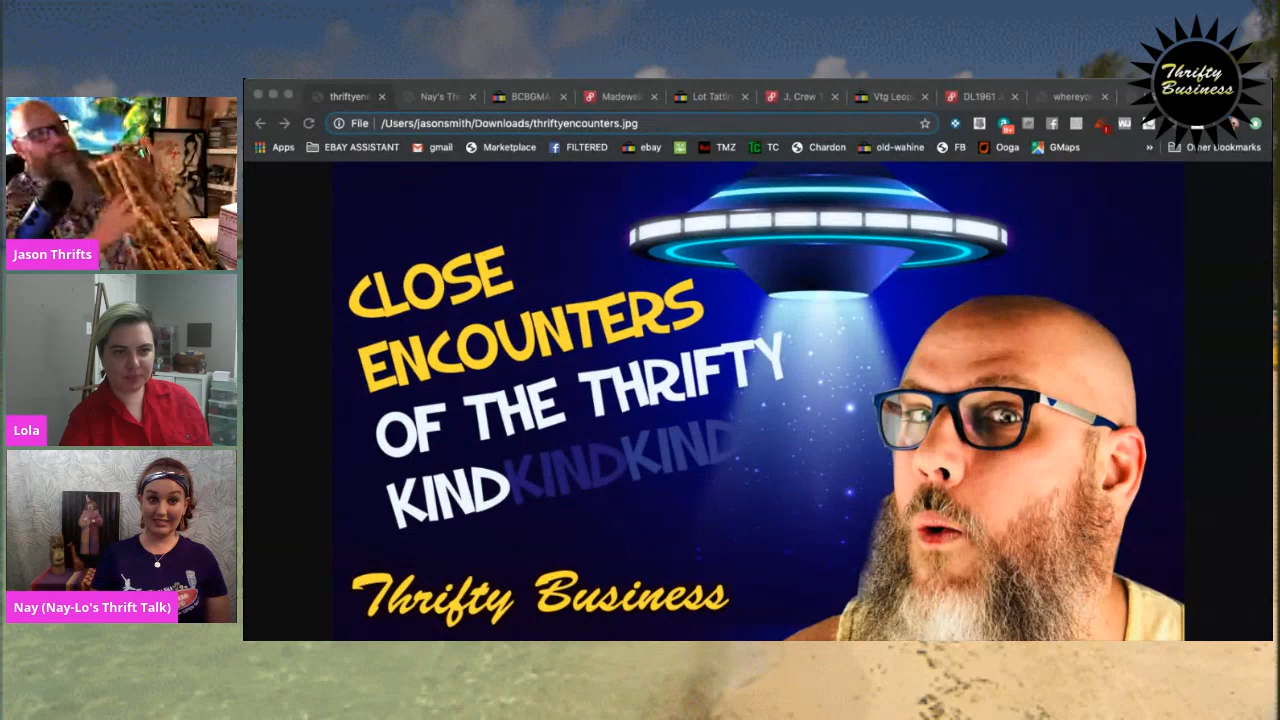 Thrifty
Business
thriftyen
Nay's Th
BCBGMA
Madewel
Lot Tattin
J. Crew T
Vtg Leop
DL1961
whereyo
File
/Users/jasonsmith/Downloads/thriftyencounters.jpg
Apps
EBAY ASSISTANT
gmail
Marketplace
FILTERED
ebay
TMZ
TC
Chardon
old-wahine
FB
Ooga
GMaps
»
Other Bookmarks
Jason Thrifts
Lola
Nay (Nay-Lo's Thrift Talk)
CLOSE
ENCOUNTERS
OF THE THRIFTY
KINDKINDKIND
Thrifty Business